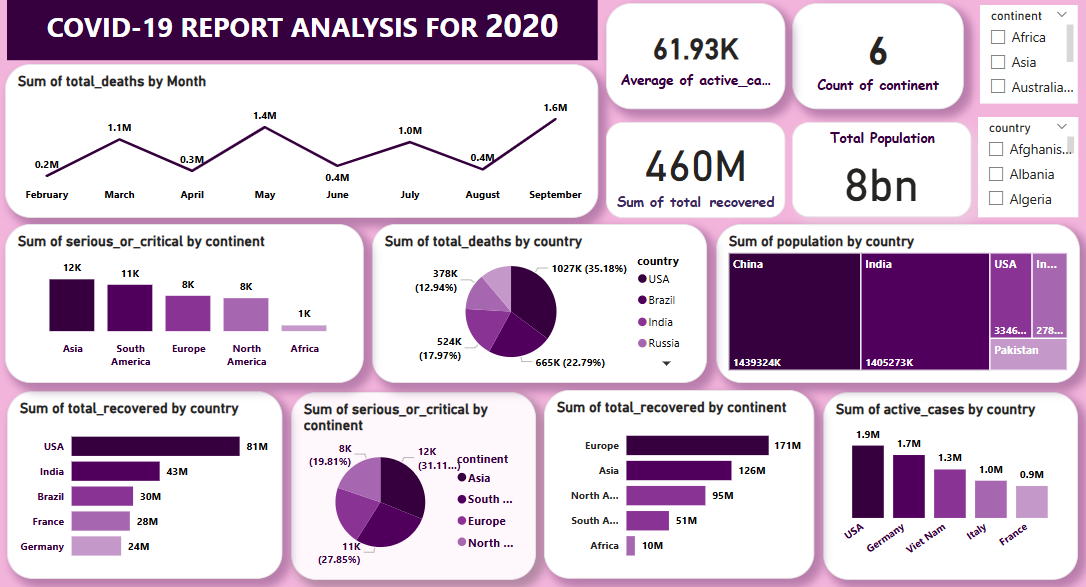 COVID-19 REPORT ANALYSIS FOR 2020
61.93K
Average of active_ca...
6
Count of continent
continent
Africa
Asia
Australia...
Sum of total_deaths by Month
0.2M
1.1M
0.3M
1.4M
0.4M
1.0M
0.4M
1.6M
February March April May June July August September
460M
Sum of total recovered
Total Population
8bn
country
Afghanis...
Albania
Algeria
Sum of serious_or_critical by continent
12K
11K
8K
8K
1K
Asia
South America
Europe
North America
Africa
Sum of total_deaths by country
1027K (35.18%)
665K (22.79%)
524K (17.97%)
378K (12.94%)
country
USA
Brazil
India
Russia
Sum of population by country
China
1439324K
India
1405273K
USA
3346...
In...
278...
Pakistan
Sum of total_recovered by country
USA 81M
India 43M
Brazil 30M
France 28M
Germany 24M
Sum of serious_or_critical by
continent
8K
(19.81%)
12K
(31.11...)
11K
(27.85%)
continent
Asia
South ...
Europe
North ...
Sum of total_recovered by continent
Europe 171M
Asia 126M
North A... 95M
South A... 51M
Africa 10M
Sum of active_cases by country
1.9M
1.7M
1.3M
1.0M
0.9M
USA
Germany
Viet Nam
Italy
France